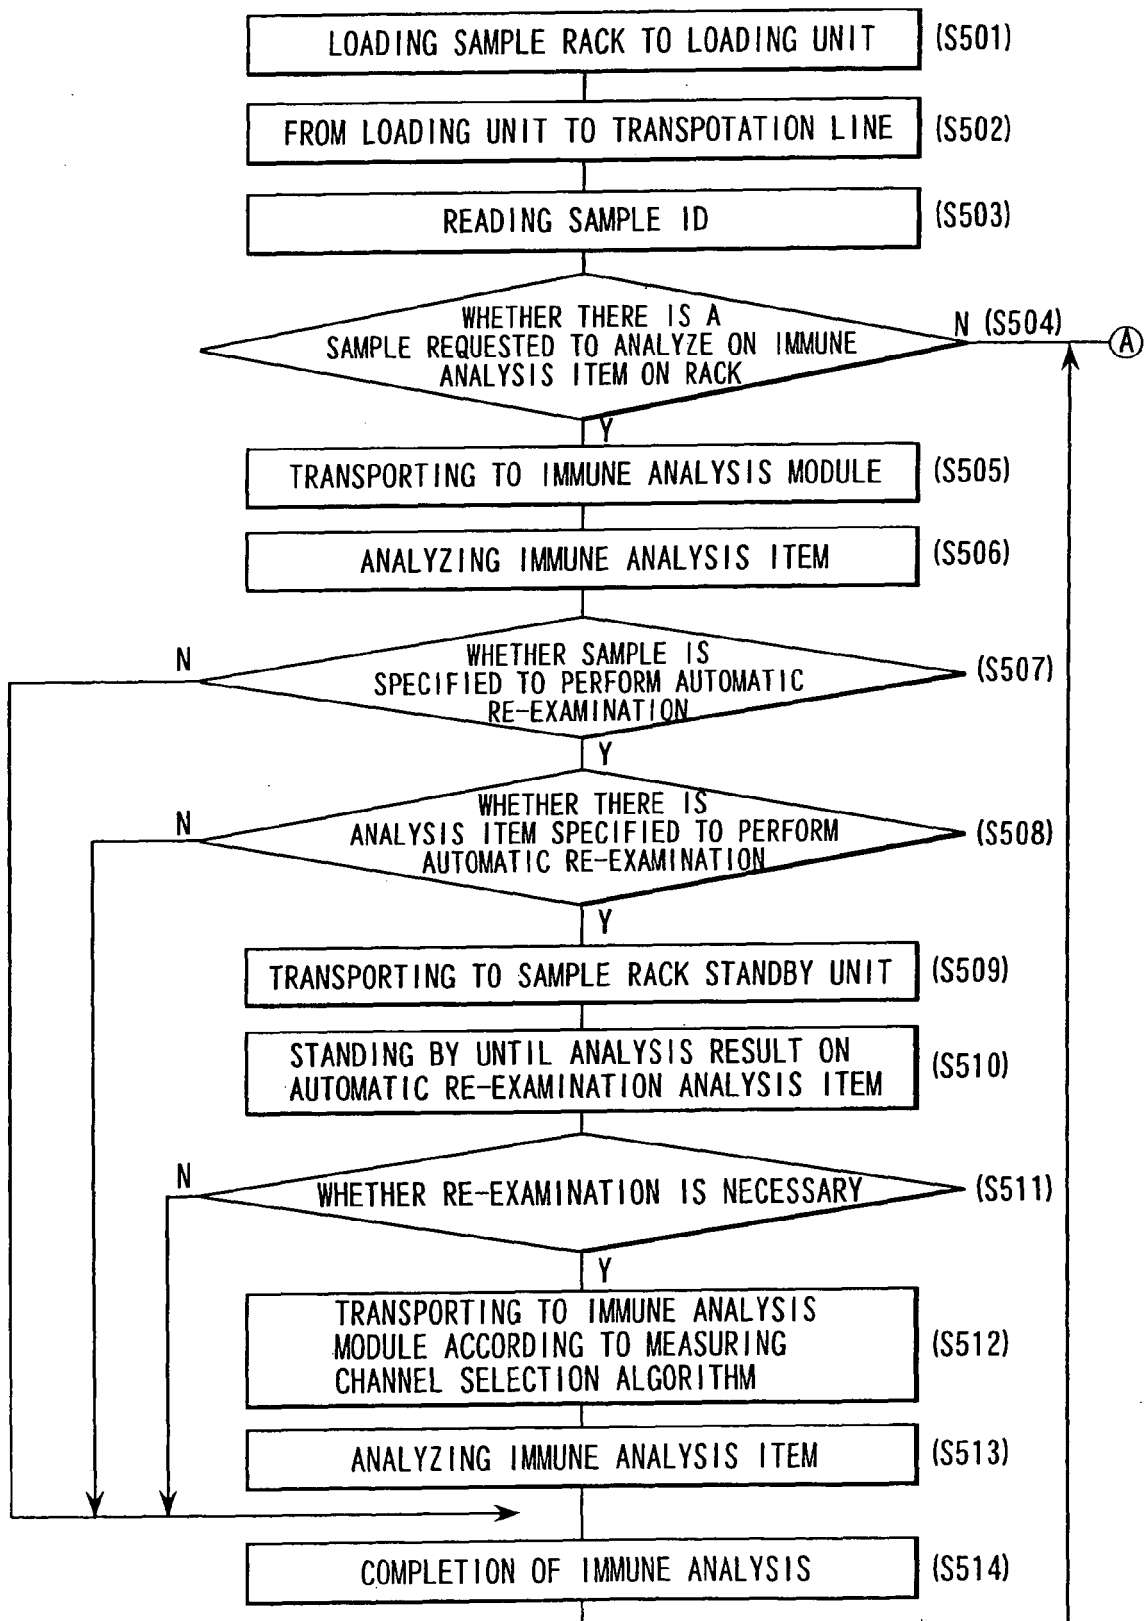 LOADING SAMPLE RACK TO LOADING UNIT (S501)
FROM LOADING UNIT TO TRANSPOTATION LINE (S502)
READING SAMPLE ID (S503)
WHETHER THERE IS A
SAMPLE REQUESTED TO ANALYZE ON IMMUNE
ANALYSIS ITEM ON RACK
N (S504)
A
Y
TRANSPORTING TO IMMUNE ANALYSIS MODULE (S505)
ANALYZING IMMUNE ANALYSIS ITEM (S506)
N
WHETHER SAMPLE IS
SPECIFIED TO PERFORM AUTOMATIC
RE-EXAMINATION
(S507)
Y
N
WHETHER THERE IS
ANALYSIS ITEM SPECIFIED TO PERFORM
AUTOMATIC RE-EXAMINATION
(S508)
Y
TRANSPORTING TO SAMPLE RACK STANDBY UNIT (S509)
STANDING BY UNTIL ANALYSIS RESULT ON
AUTOMATIC RE-EXAMINATION ANALYSIS ITEM
(S510)
N
WHETHER RE-EXAMINATION IS NECESSARY (S511)
Y
TRANSPORTING TO IMMUNE ANALYSIS
MODULE ACCORDING TO MEASURING
CHANNEL SELECTION ALGORITHM
(S512)
ANALYZING IMMUNE ANALYSIS ITEM (S513)
COMPLETION OF IMMUNE ANALYSIS (S514)